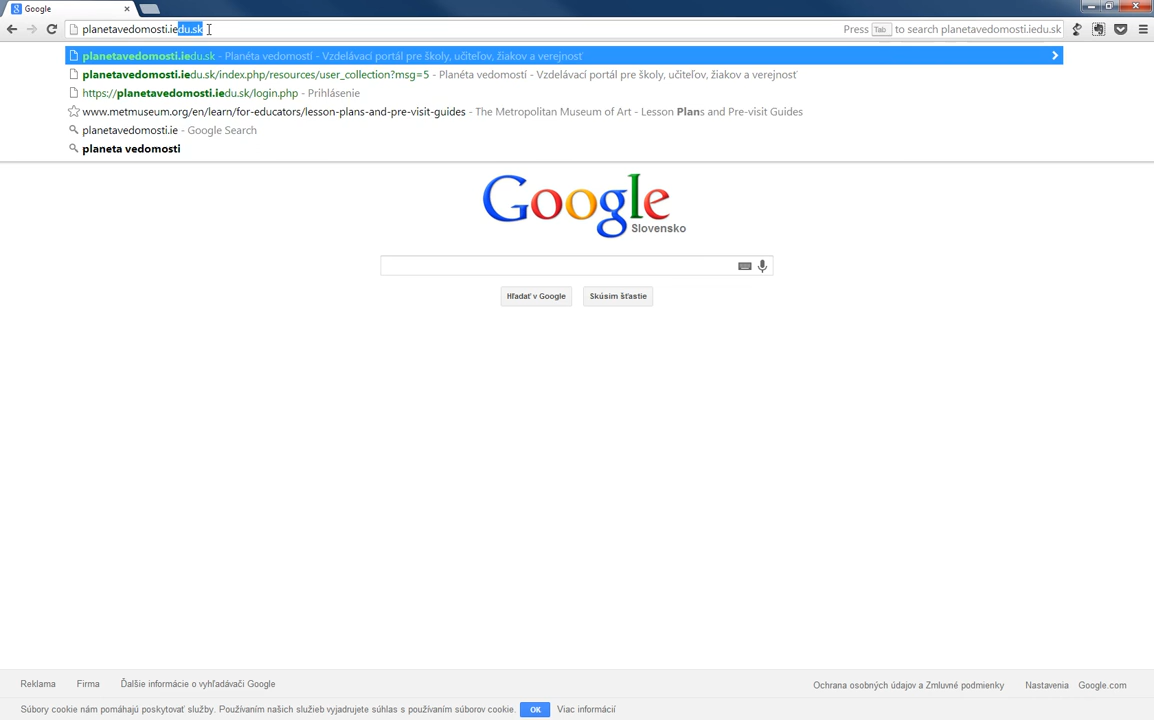 Google
planetavedomosti.iedu.sk
Press Tab to search planetavedomosti.iedu.sk
planetavedomosti.iedu.sk - Planéta vedomostí - Vzdelávací portál pre školy, učiteľov, žiakov a verejnosť
planetavedomosti.iedu.sk/index.php/resources/user_collection?msg=5 - Planéta vedomostí - Vzdelávací portál pre školy, učiteľov, žiakov a verejnosť
https://planetavedomosti.iedu.sk/login.php - Prihlásenie
www.metmuseum.org/en/learn/for-educators/lesson-plans-and-pre-visit-guides - The Metropolitan Museum of Art - Lesson Plans and Pre-visit Guides
planetavedomosti.ie - Google Search
planeta vedomosti
Google
Slovensko
Hľadať v Google Skúsim šťastie
Reklama Firma Ďalšie informácie o vyhľadávači Google Ochrana osobných údajov a Zmluvné podmienky Nastavenia Google.com
Súbory cookie nám pomáhajú poskytovať služby. Používaním našich služieb vyjadrujete súhlas s používaním súborov cookie. OK Viac informácií